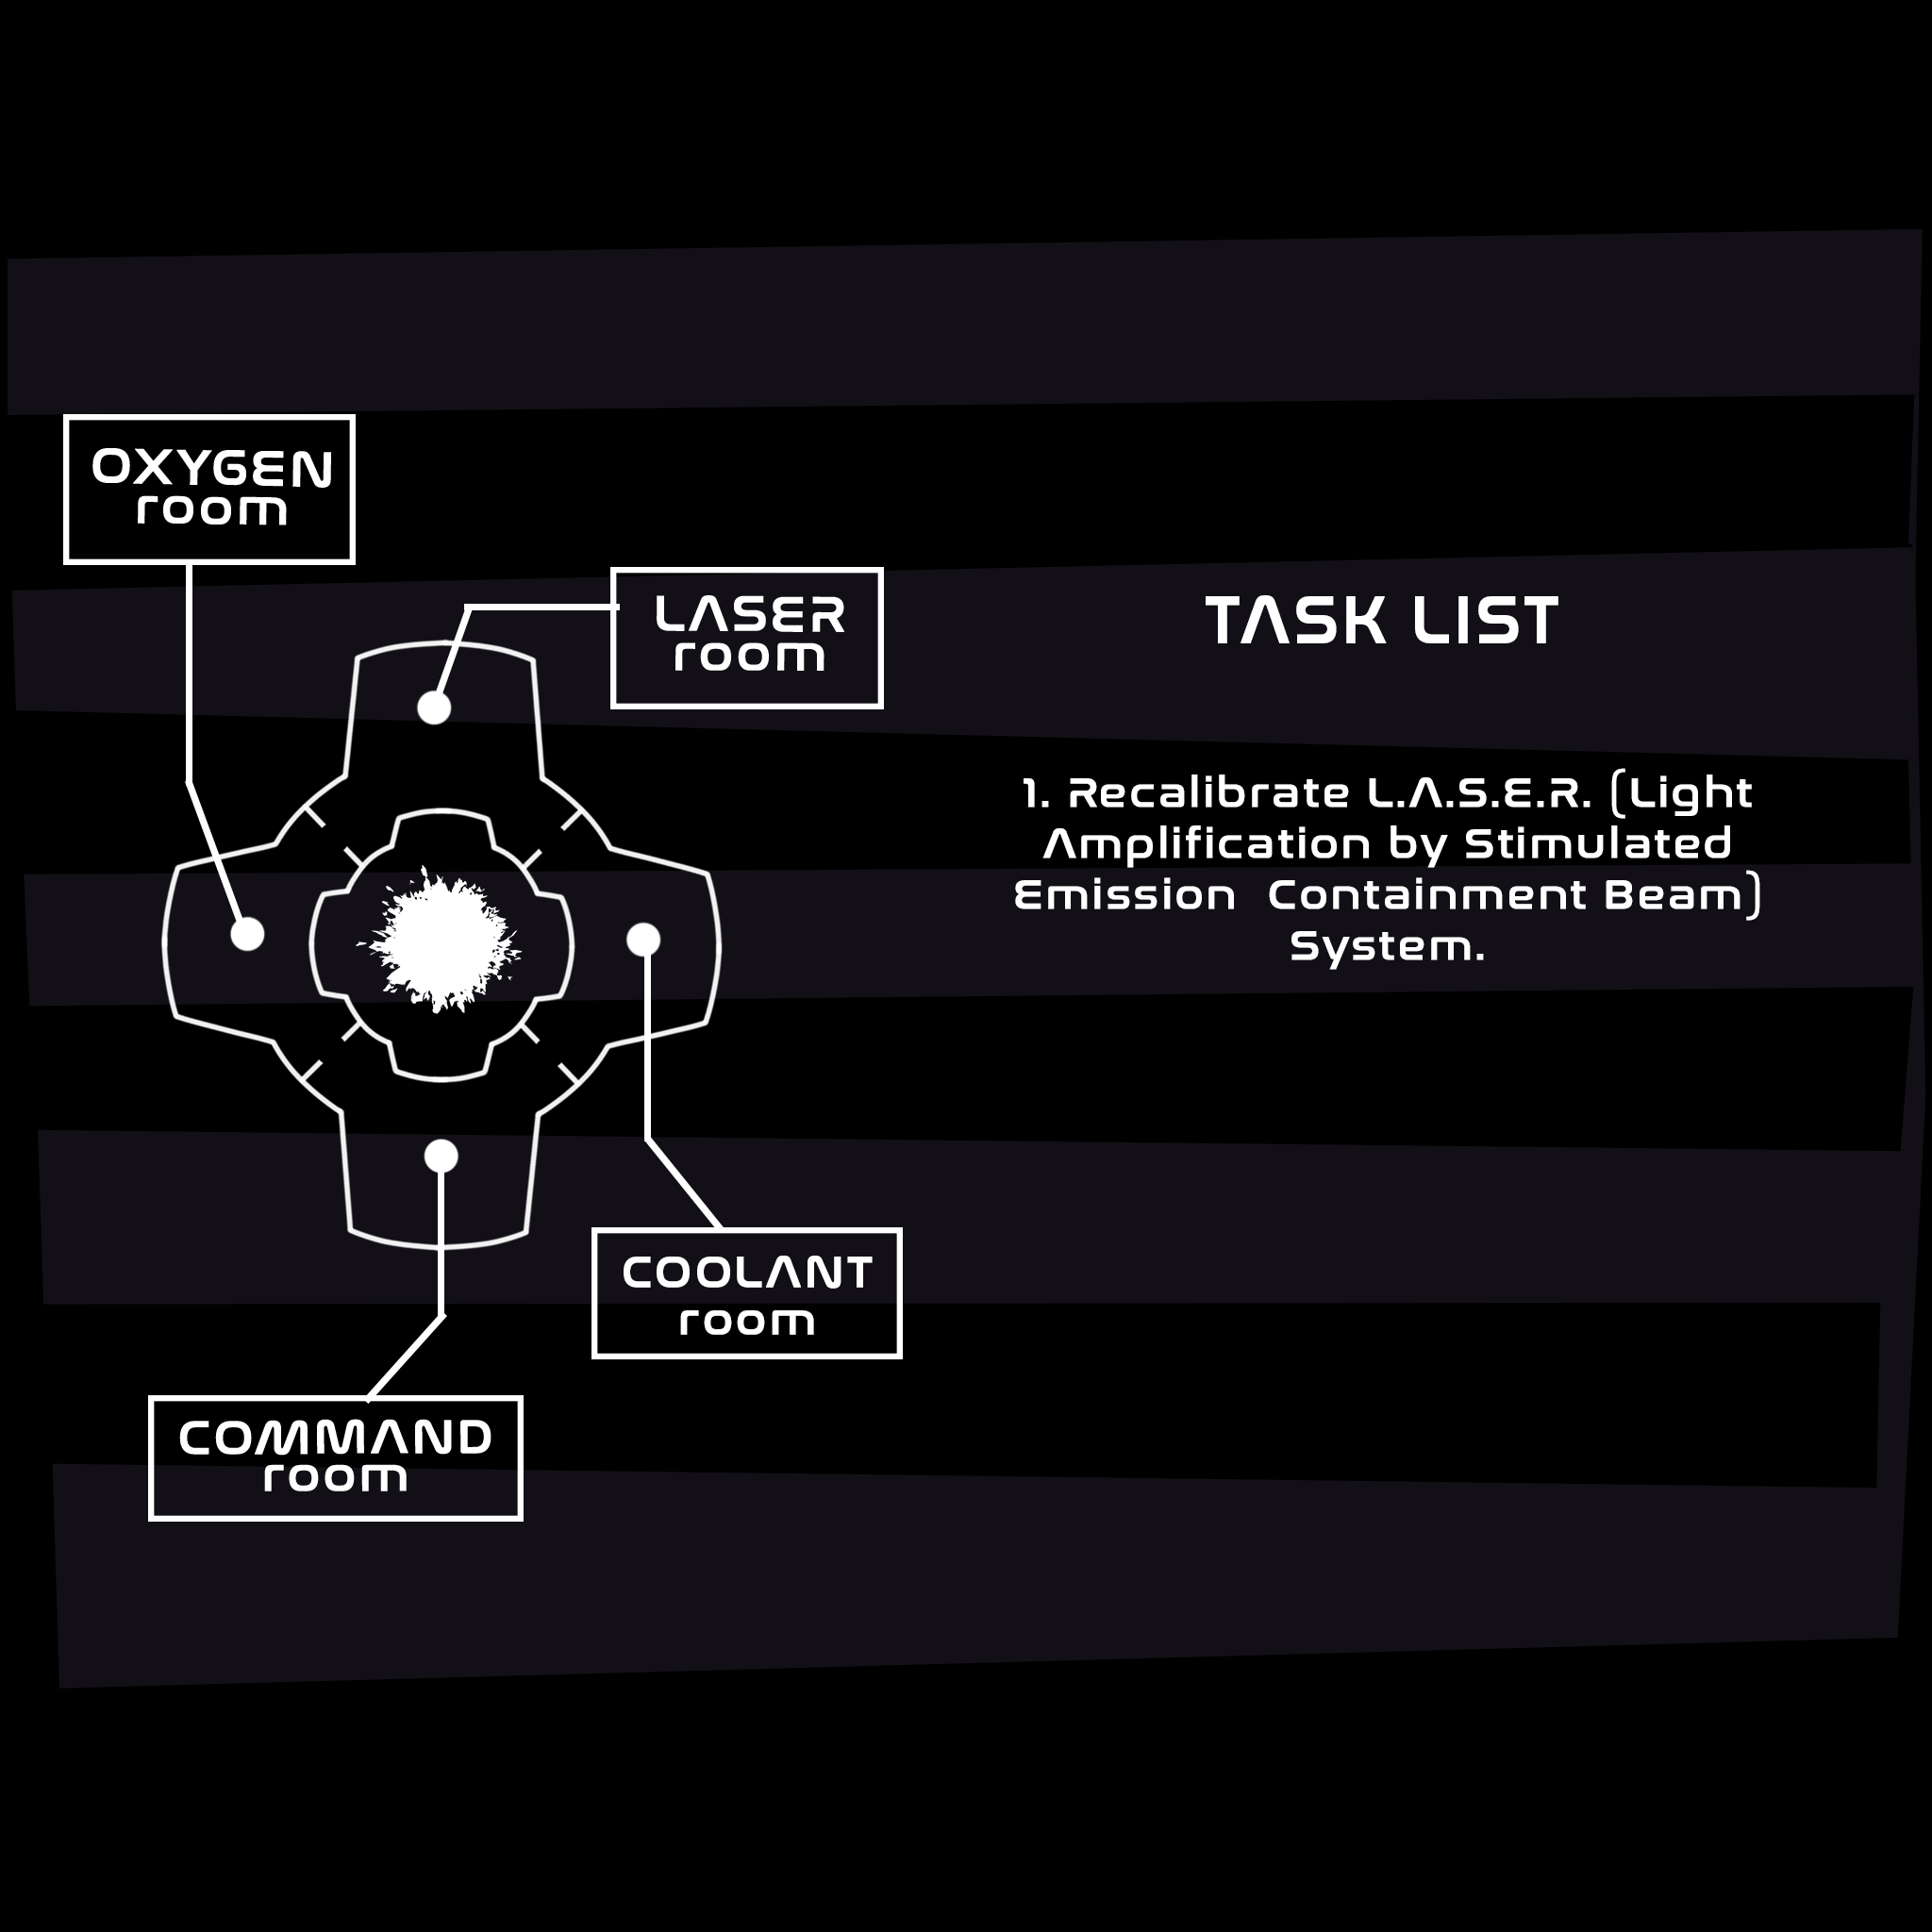 OXYGEN
room
LASER
room
TASK LIST
1. Recalibrate L.A.S.E.R. (Light
Amplification by Stimulated
Emission  Containment Beam)
System.
COOLANT
room
COMMAND
room